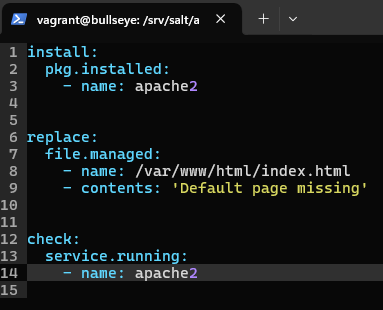 vagrant@bullseye: /srv/salt/a
1 install:
2   pkg.installed:
3     - name: apache2
4
5
6 replace:
7   file.managed:
8     - name: /var/www/html/index.html
9     - contents: 'Default page missing'
10
11
12 check:
13   service.running:
14     - name: apache2
15